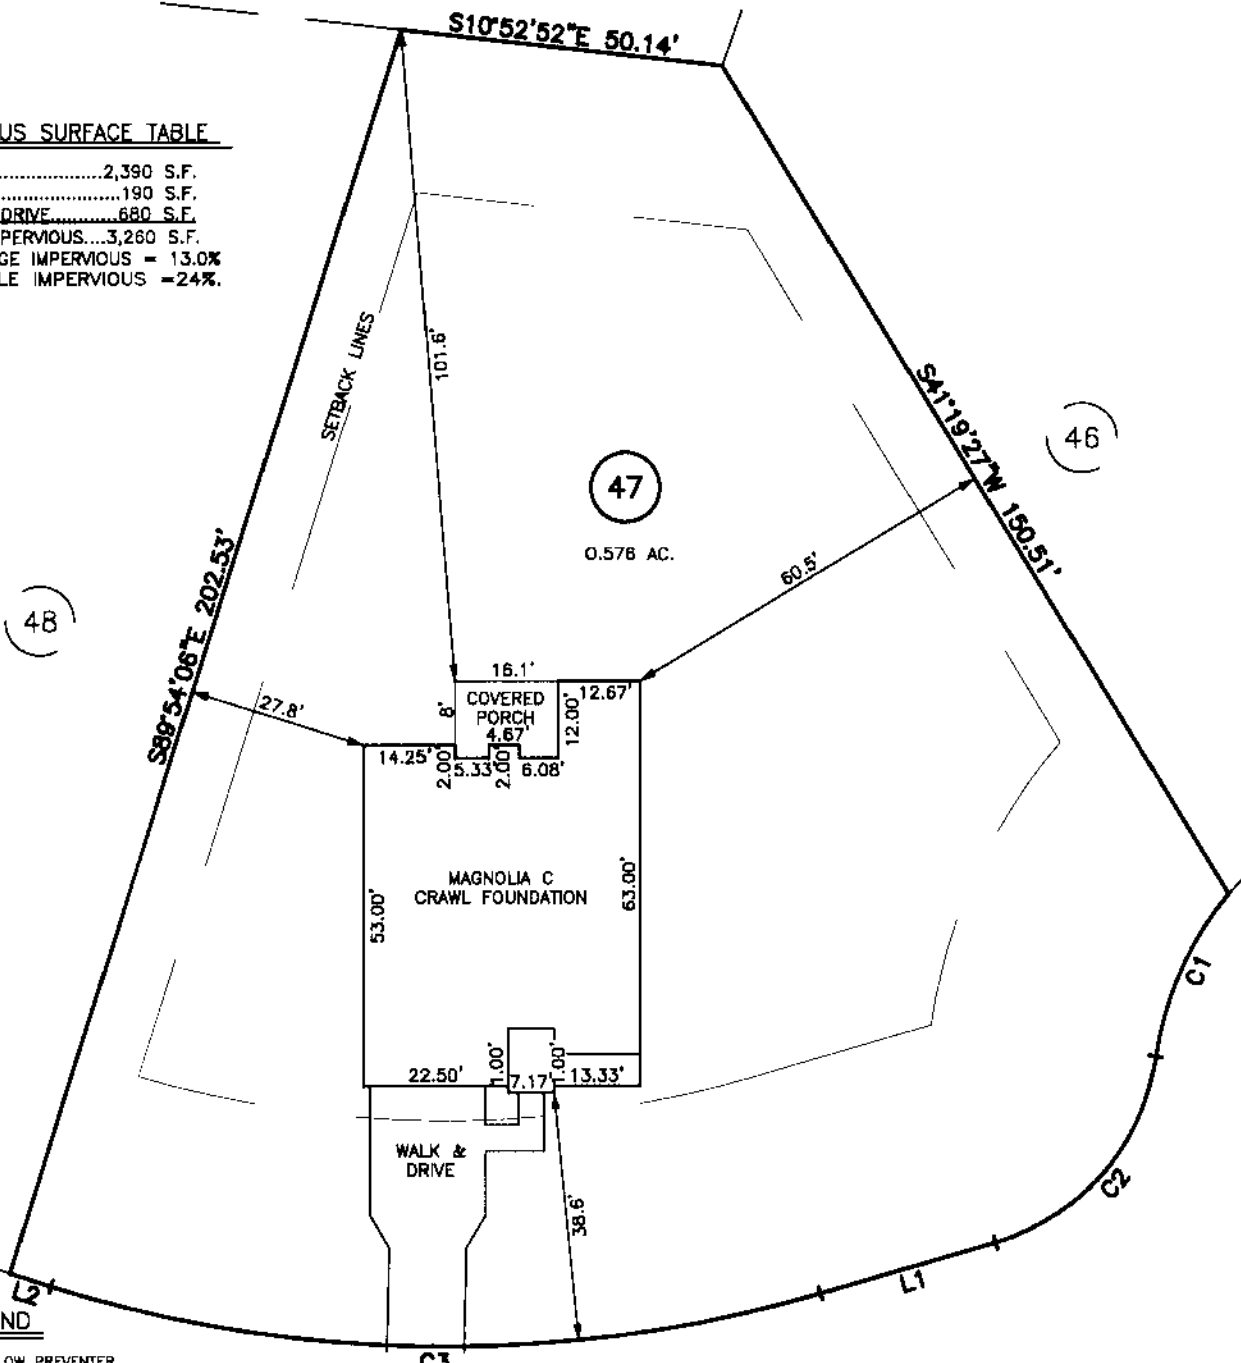 S10°52'52"E 50.14'
US SURFACE TABLE
2,390 S.F.
190 S.F.
DRIVE..........680 S.F.
PERVIOUS....3,260 S.F.
GE IMPERVIOUS = 13.0%
LE IMPERVIOUS =24%.
SETBACK LINES
101.6'
S41°19'27"W 150.51'
46
47
0.576 AC.
60.5'
48
S89°54'06"E 202.53'
27.8'
16.1'
12.67'
8'
COVERED
PORCH
12.00'
4.67'
14.25'
2.00'
5.33'
2.00'
6.08'
MAGNOLIA C
CRAWL FOUNDATION
53.00'
63.00'
C1
22.50'
1.00'
7.17'
1.00'
13.33'
WALK &
DRIVE
38.6'
C2
L1
L2
ND
C3
OW PREVENTER